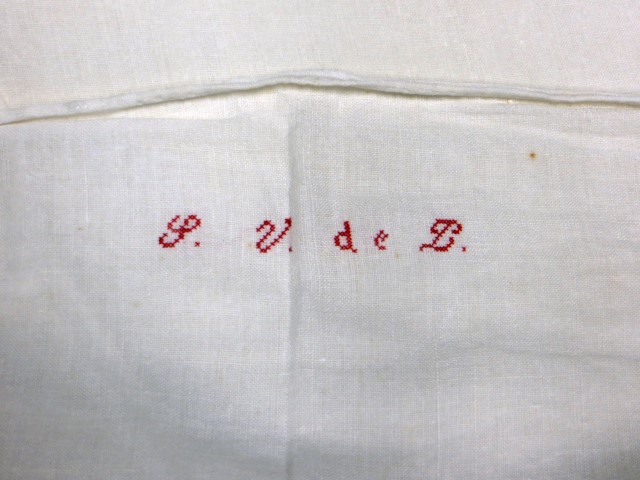 S. V. de L.